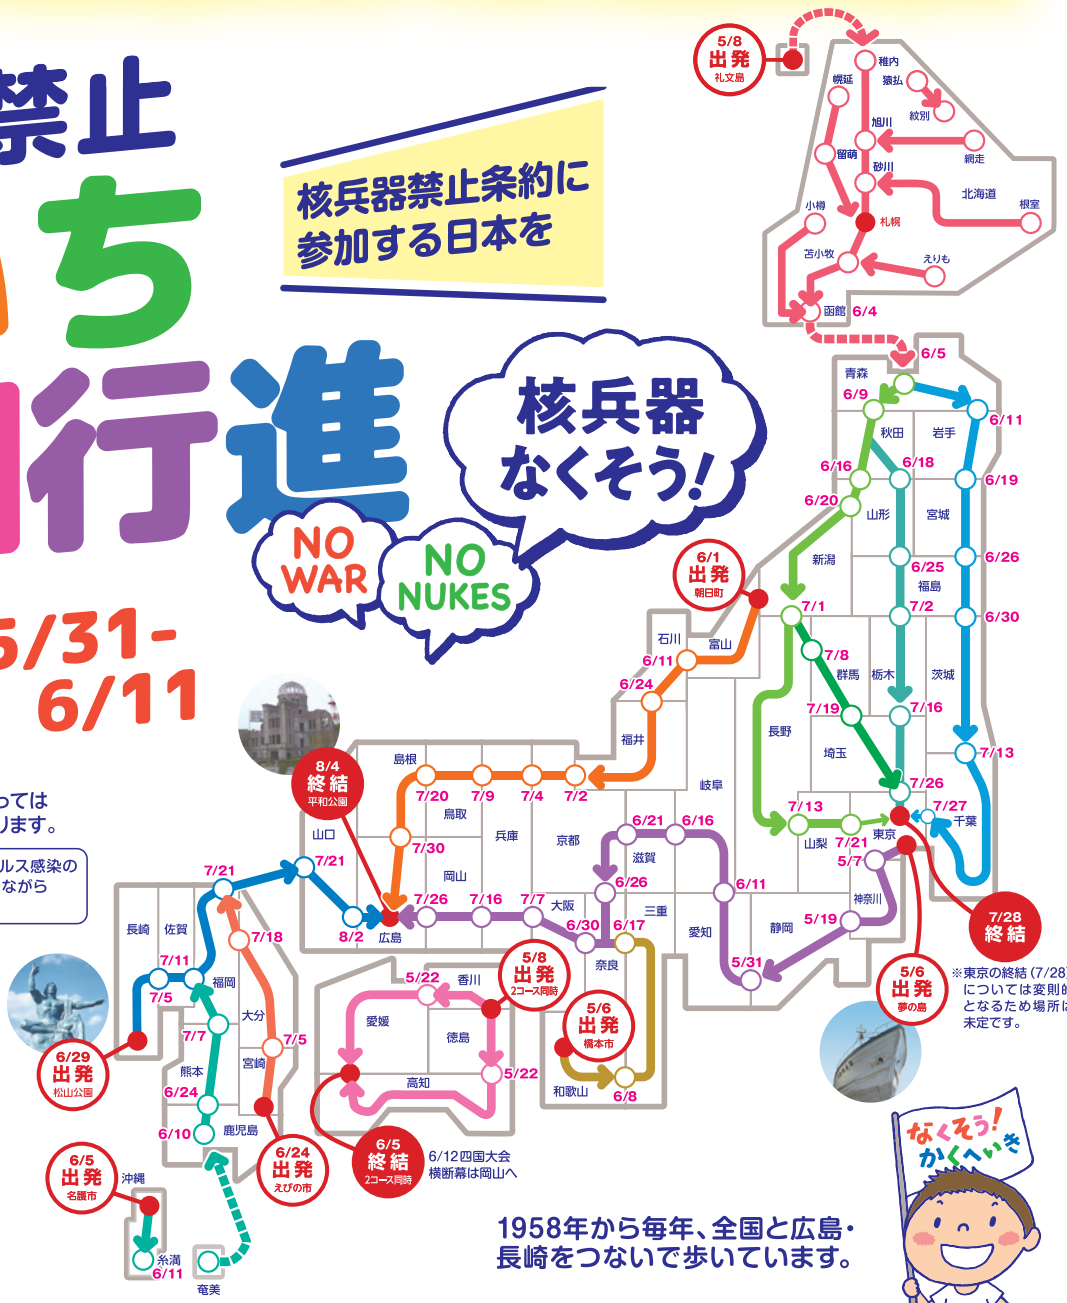 禁止
ち
行進
5/31-
6/11
核兵器禁止条約に
参加する日本を
核兵器
なくそう!
NO
WAR
NO
NUKES
っては
ります。
ルス感染の
ながら
5/8
出発
礼文島
稚内
幌延
猿払
紋別
旭川
留萌
網走
砂川
北海道
根室
小樽
札幌
苫小牧
えりも
函館 6/4
6/5
青森
6/9
6/11
秋田
岩手
6/16
6/18
6/19
6/20
山形
宮城
新潟
6/25
6/26
福島
7/1
7/2
6/30
6/1
出発
朝日町
石川
富山
6/11
6/24
福井
7/8
群馬
栃木
茨城
7/19
7/16
長野
埼玉
7/13
7/26
7/27
千葉
岐阜
7/13
山梨
7/21
東京
5/7
神奈川
5/19
静岡
5/31
愛知
6/11
6/16
6/21
滋賀
6/26
三重
6/17
6/30
奈良
大阪
京都
兵庫
鳥取
島根
7/20
7/9
7/4
7/2
7/30
岡山
7/26
7/16
7/7
広島
山口
8/4
終結
平和公園
7/21
7/21
8/2
長崎
佐賀
7/11
7/5
7/18
福岡
大分
7/5
7/7
熊本
宮崎
6/24
6/10
鹿児島
6/29
出発
松山公園
6/24
出発
えびの市
6/5
出発
名護市
沖縄
糸満
6/11
奄美
5/22
香川
愛媛
徳島
高知
5/22
5/8
出発
2コース同時
5/6
出発
橋本市
和歌山
6/8
6/5
終結
2コース同時
6/12四国大会
横断幕は岡山へ
7/28
終結
5/6
出発
夢の島
※東京の終結(7/28)
については変則的
となるため場所は
未定です。
なくそう!
かくへいき
1958年から毎年、全国と広島・
長崎をつないで歩いています。